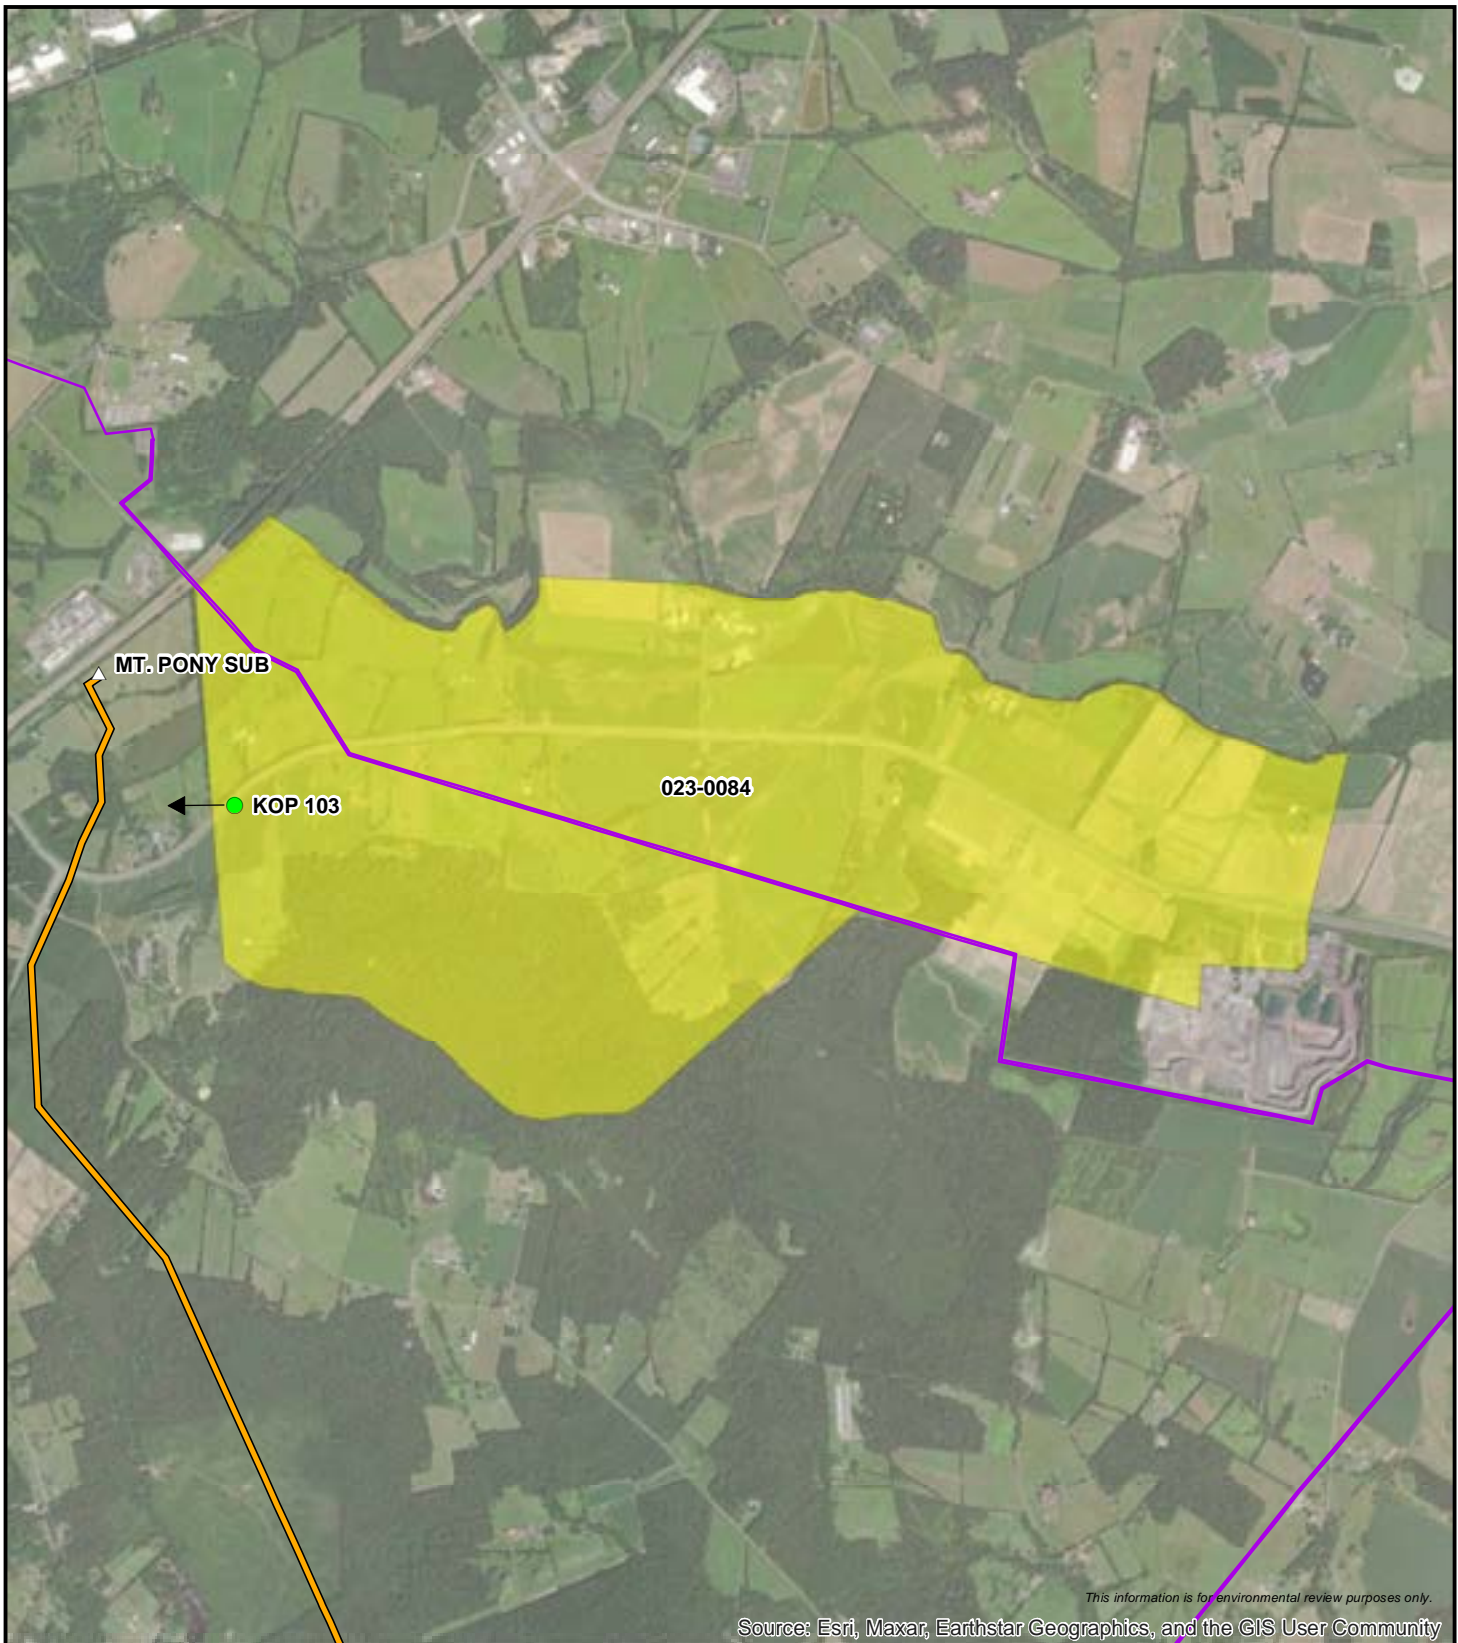 MT. PONY SUB
023-0084
KOP 103
This information is for environmental review purposes only.
Source: Esri, Maxar, Earthstar Geographics, and the GIS User Community